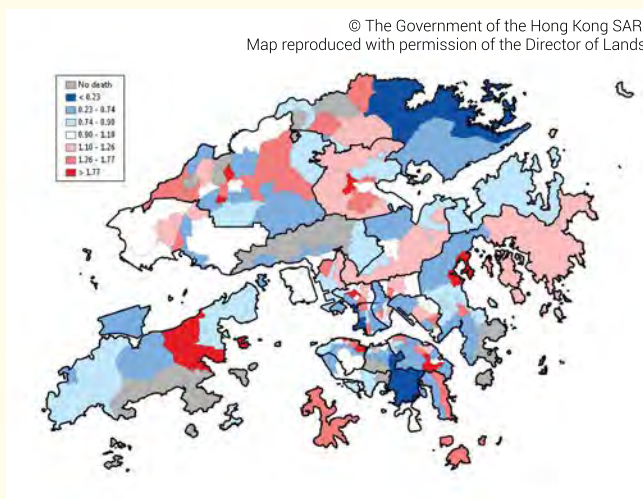 © The Government of the Hong Kong SAR
Map reproduced with permission of the Director of Lands
No death
< 0.23
0.23 - 0.74
0.74 - 0.90
0.90 - 1.10
1.10 - 1.26
1.26 - 1.77
> 1.77